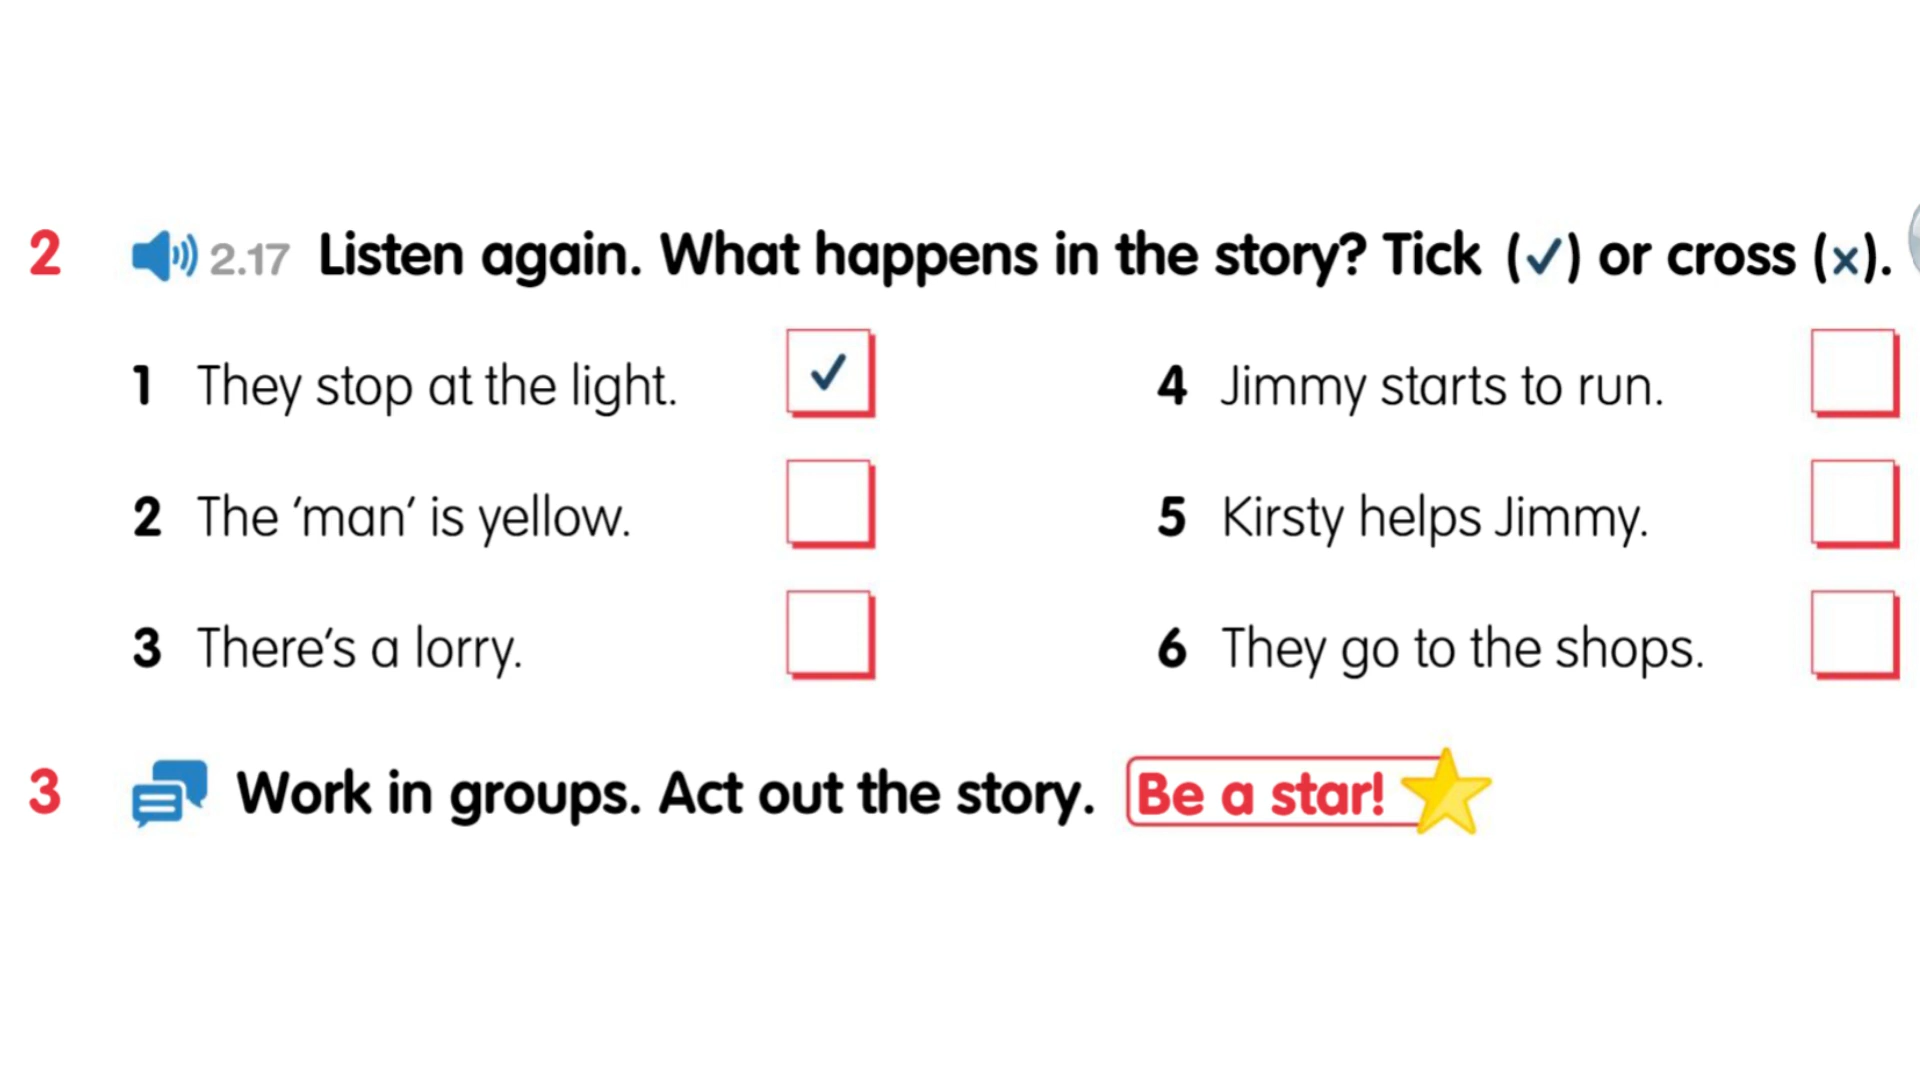 2 2.17 Listen again. What happens in the story? Tick (✓) or cross (×).
1 They stop at the light. ✓
2 The ‘man’ is yellow.
3 There’s a lorry.
4 Jimmy starts to run.
5 Kirsty helps Jimmy.
6 They go to the shops.
3 Work in groups. Act out the story. Be a star!